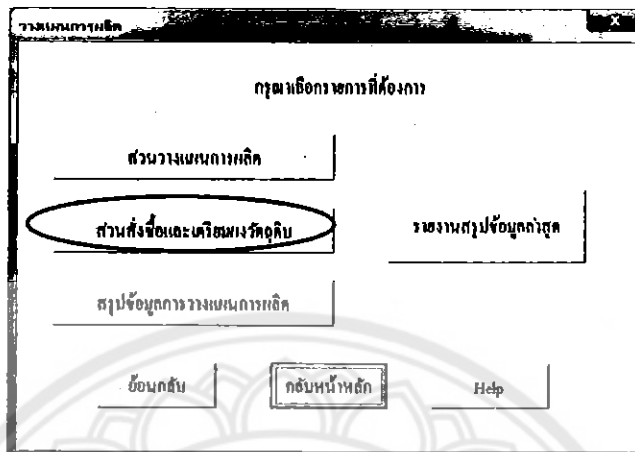 วางแผนการผลิต
X
กรุณาเลือกรายการที่ต้องการ
ส่วนวางแผนการผลิต
ส่วนสั่งซื้อและเตรียมผงวัตถุดิบ
รายงานสรุปข้อมูลล่าสุด
สรุปข้อมูลการวางแผนการผลิต
ย้อนกลับ
กลับหน้าหลัก
Help